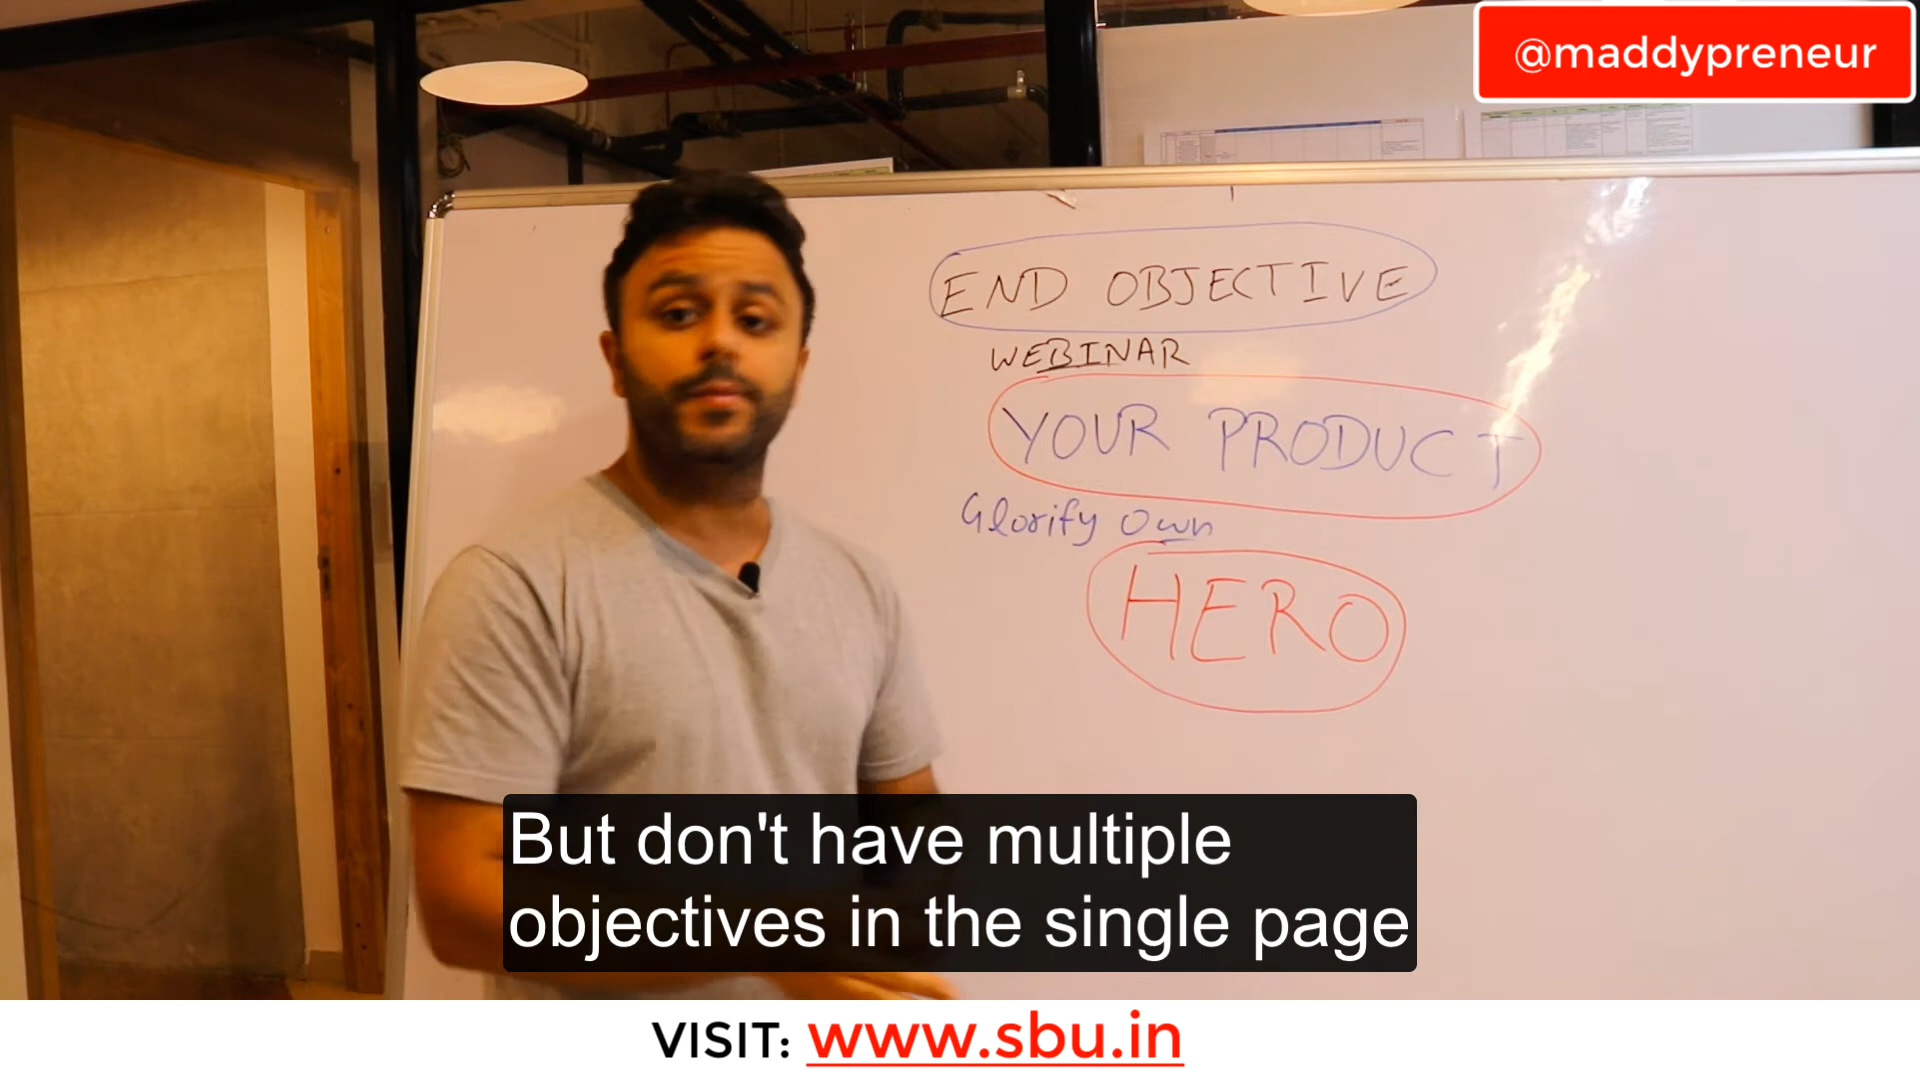 @maddypreneur
END OBJECTIVE
WEBINAR
YOUR PRODUCT
Glorify Own
HERO
But don't have multiple
objectives in the single page
VISIT: www.sbu.in